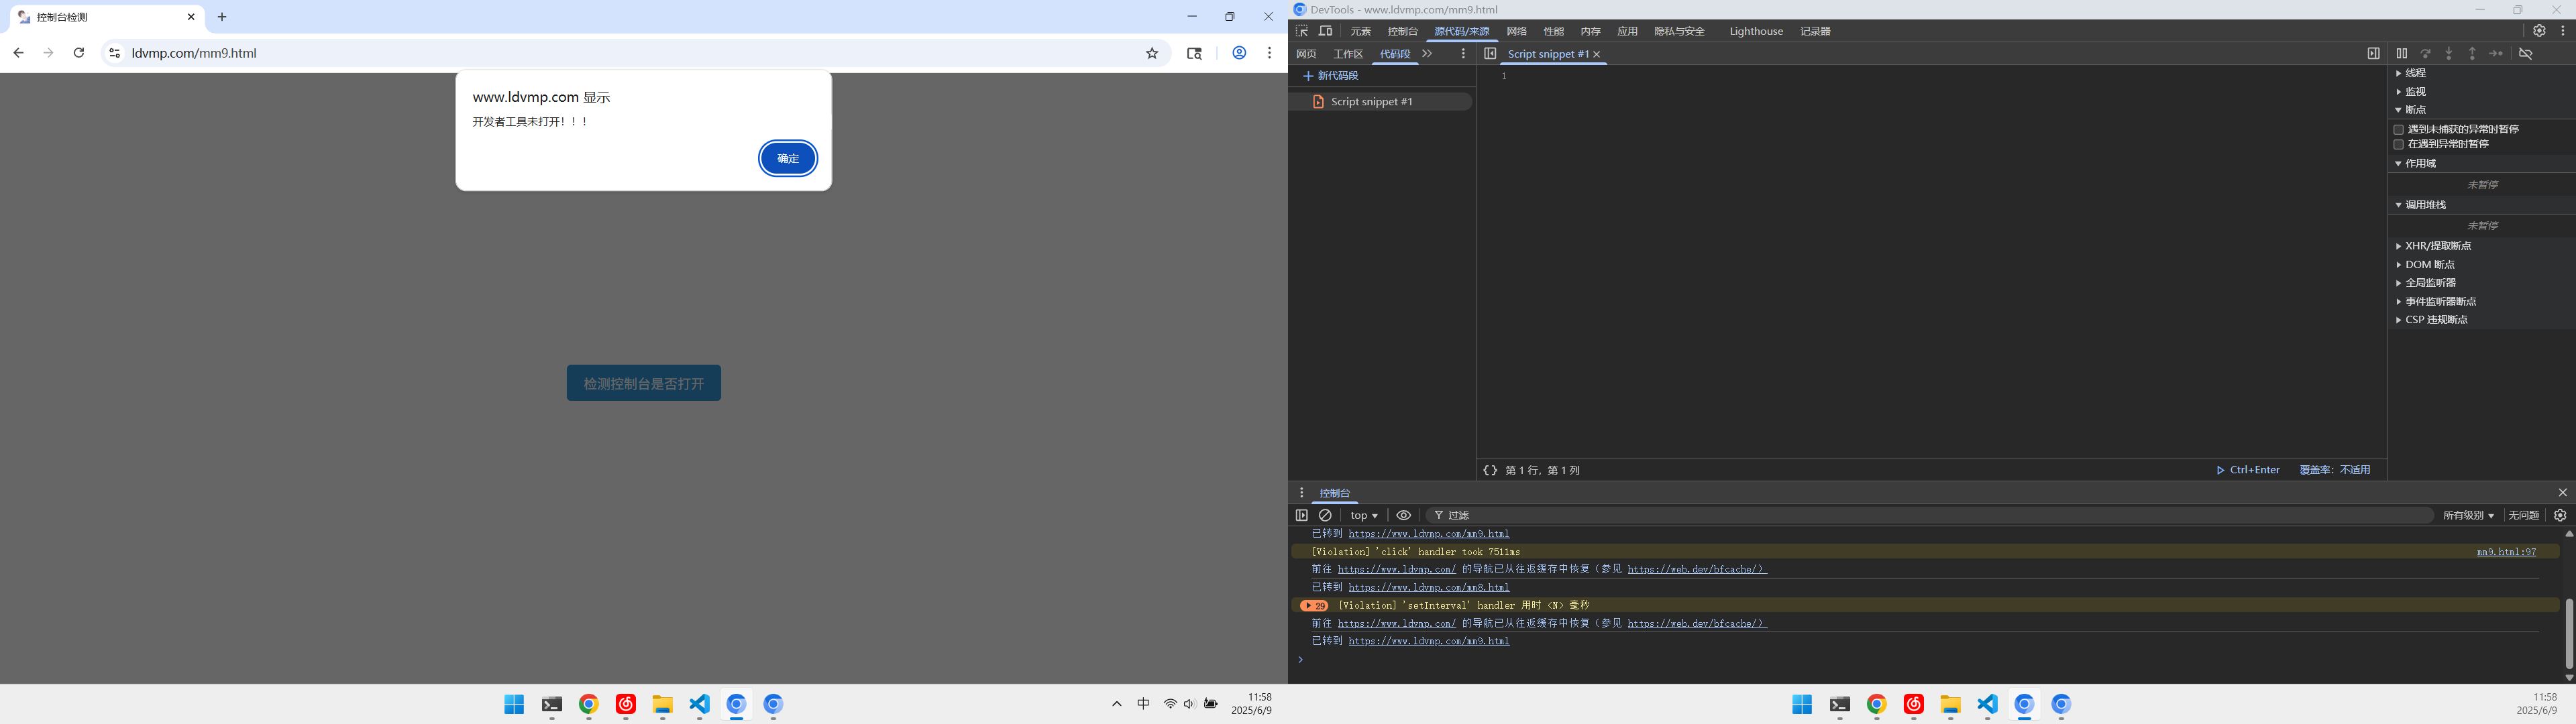 控制台检测
ldvmp.com/mm9.html
www.ldvmp.com 显示
开发者工具未打开！！！
确定
检测控制台是否打开
中
11:58
2025/6/9
DevTools - www.ldvmp.com/mm9.html
元素 控制台 源代码/来源 网络 性能 内存 应用 隐私与安全 Lighthouse 记录器
网页 工作区 代码段 Script snippet #1
新代码段
Script snippet #1
1
第 1 行，第 1 列 Ctrl+Enter 覆盖率：不适用
线程
监视
断点
遇到未捕获的异常时暂停
在遇到异常时暂停
作用域
未暂停
调用堆栈
未暂停
XHR/提取断点
DOM 断点
全局监听器
事件监听器断点
CSP 违规断点
控制台
top 过滤 所有级别 无问题
已转到 https://www.ldvmp.com/mm9.html
[Violation] 'click' handler took 7511ms mm9.html:97
前往 https://www.ldvmp.com/ 的导航已从往返缓存中恢复（参见 https://web.dev/bfcache/）
已转到 https://www.ldvmp.com/mm8.html
29 [Violation] 'setInterval' handler 用时 <N> 毫秒
前往 https://www.ldvmp.com/ 的导航已从往返缓存中恢复（参见 https://web.dev/bfcache/）
已转到 https://www.ldvmp.com/mm9.html
11:58
2025/6/9